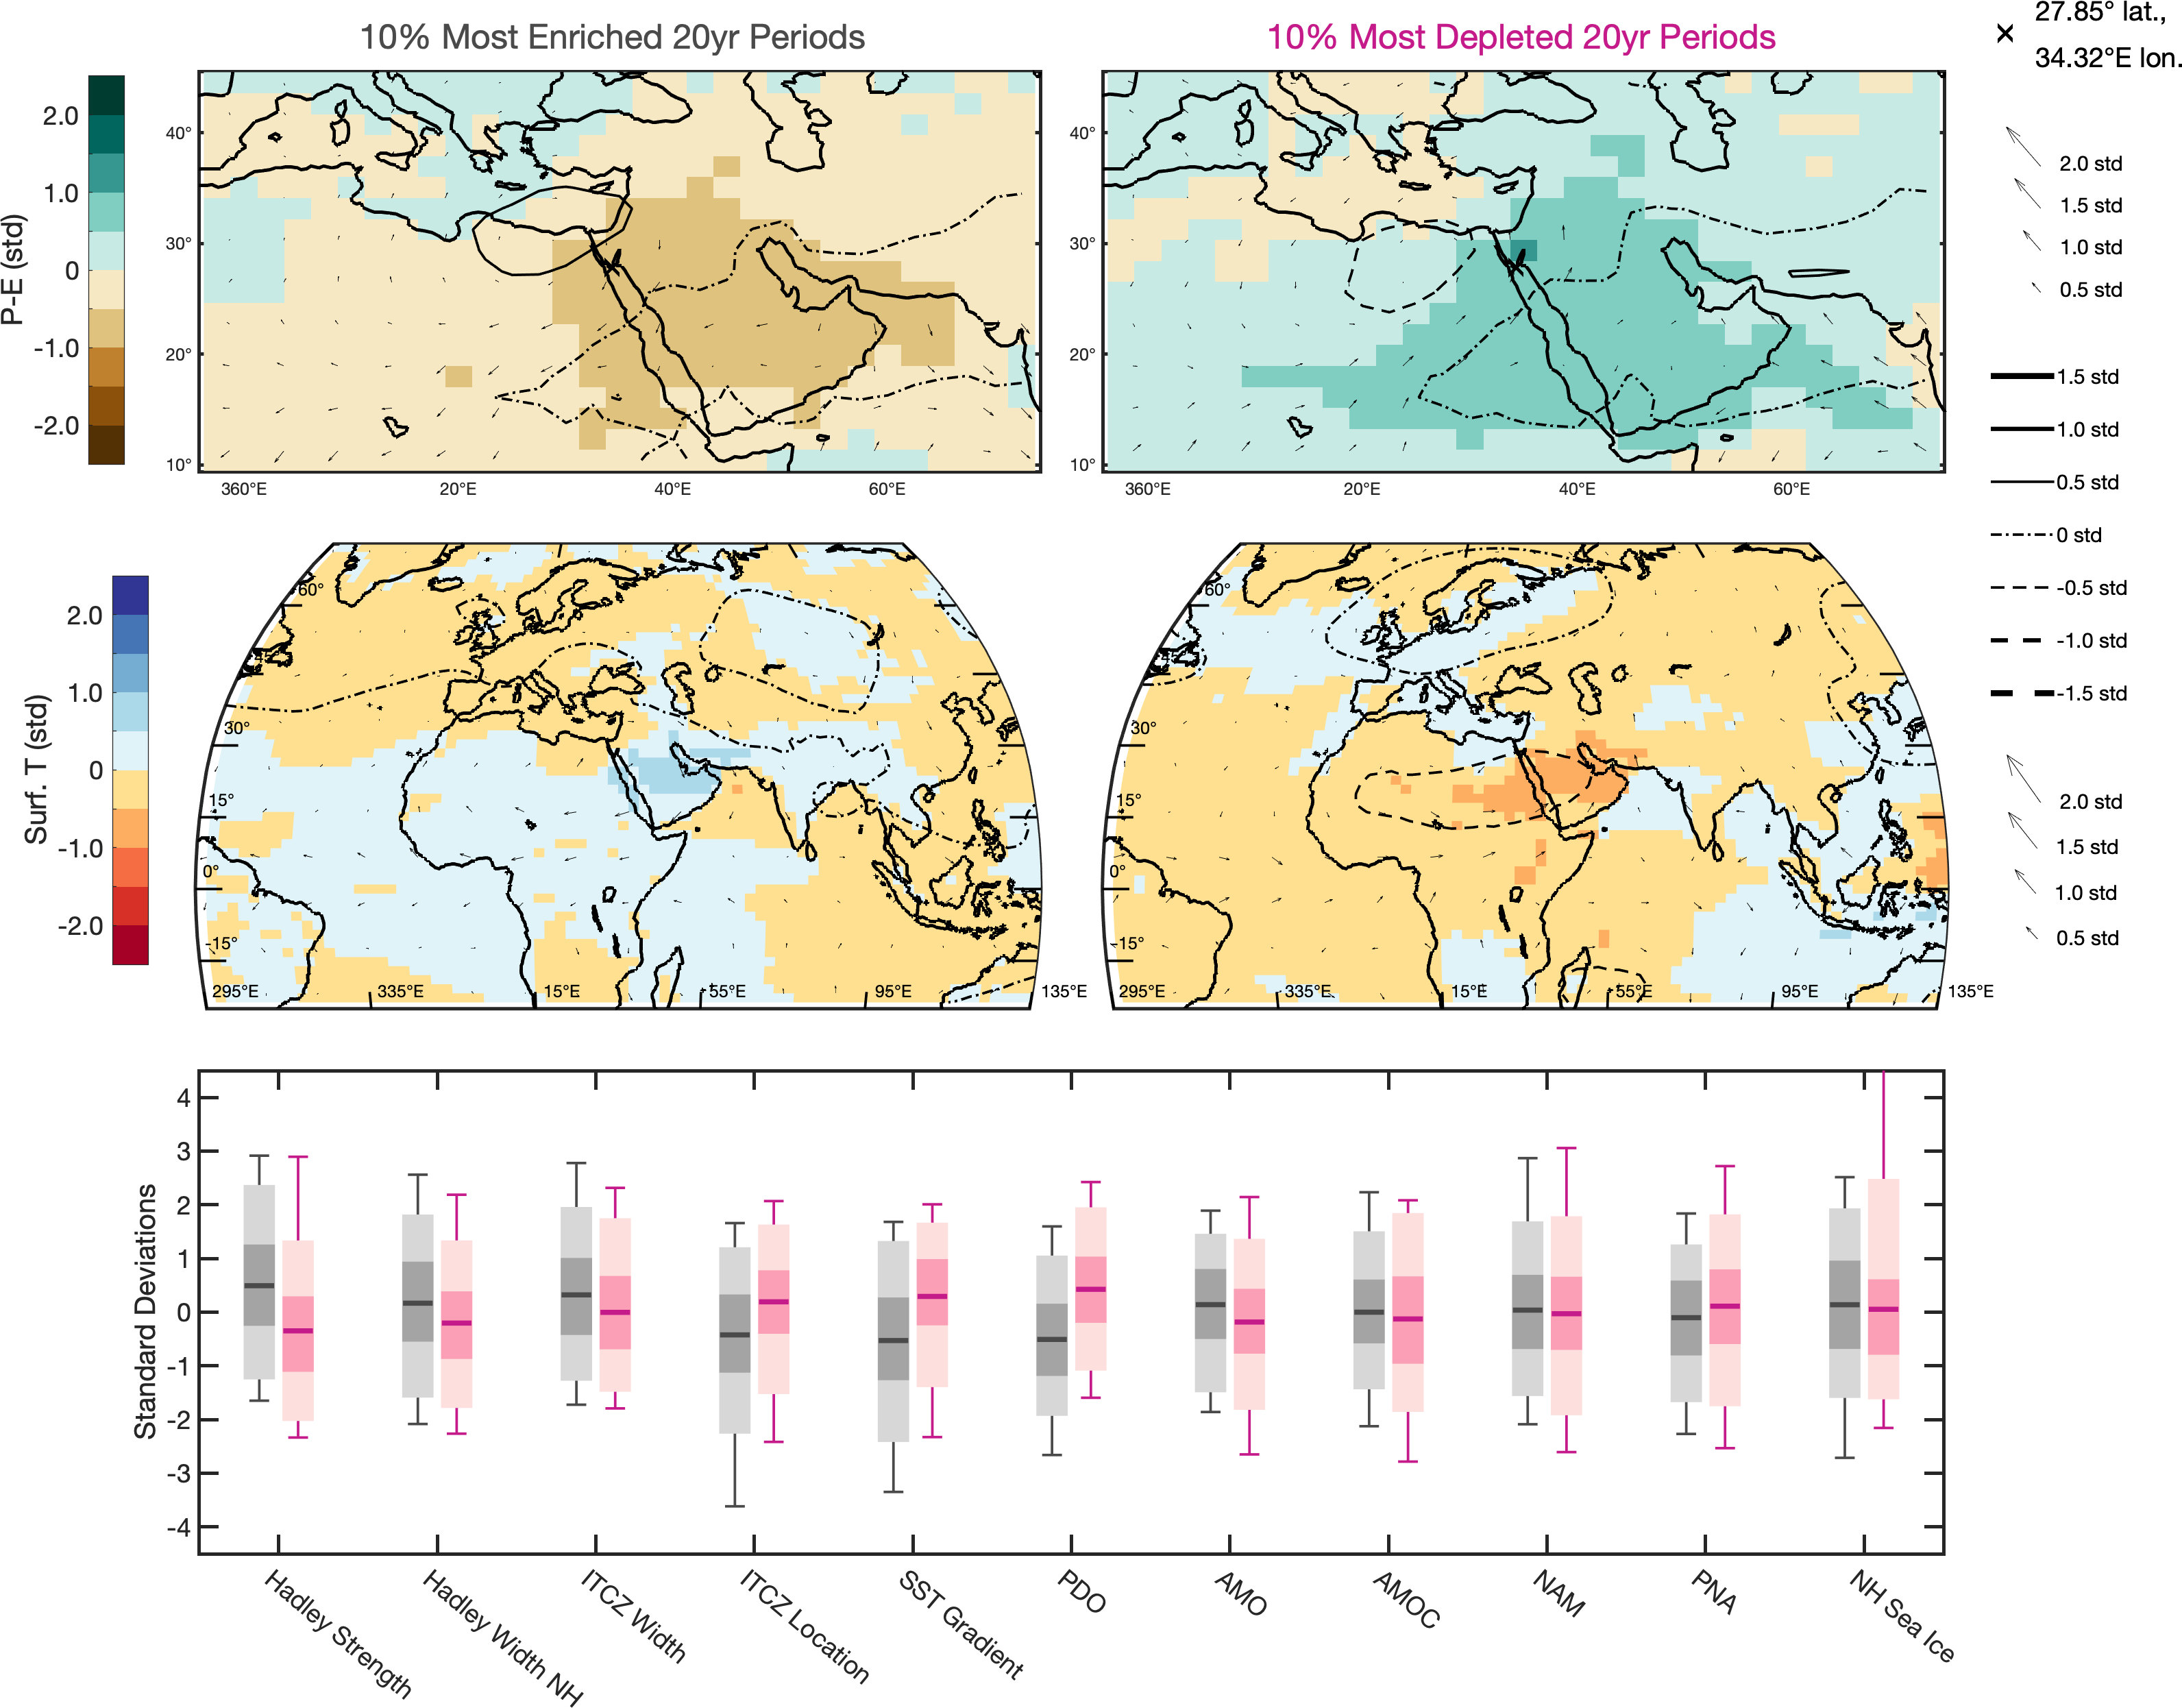 10% Most Enriched 20yr Periods
10% Most Depleted 20yr Periods
27.85° lat.,
34.32°E lon.
P-E (std)
2.0
1.0
0
-1.0
-2.0
40°
30°
20°
10°
360°E
20°E
40°E
60°E
40°
30°
20°
10°
360°E
20°E
40°E
60°E
2.0 std
1.5 std
1.0 std
0.5 std
1.5 std
1.0 std
0.5 std
0 std
-0.5 std
-1.0 std
-1.5 std
Surf. T (std)
2.0
1.0
0
-1.0
-2.0
60°
45°
30°
15°
0°
-15°
295°E
335°E
15°E
55°E
95°E
135°E
60°
45°
30°
15°
0°
-15°
295°E
335°E
15°E
55°E
95°E
135°E
2.0 std
1.5 std
1.0 std
0.5 std
Standard Deviations
4
3
2
1
0
-1
-2
-3
-4
Hadley Strength
Hadley Width NH
ITCZ Width
ITCZ Location
SST Gradient
PDO
AMO
AMOC
NAM
PNA
NH Sea Ice